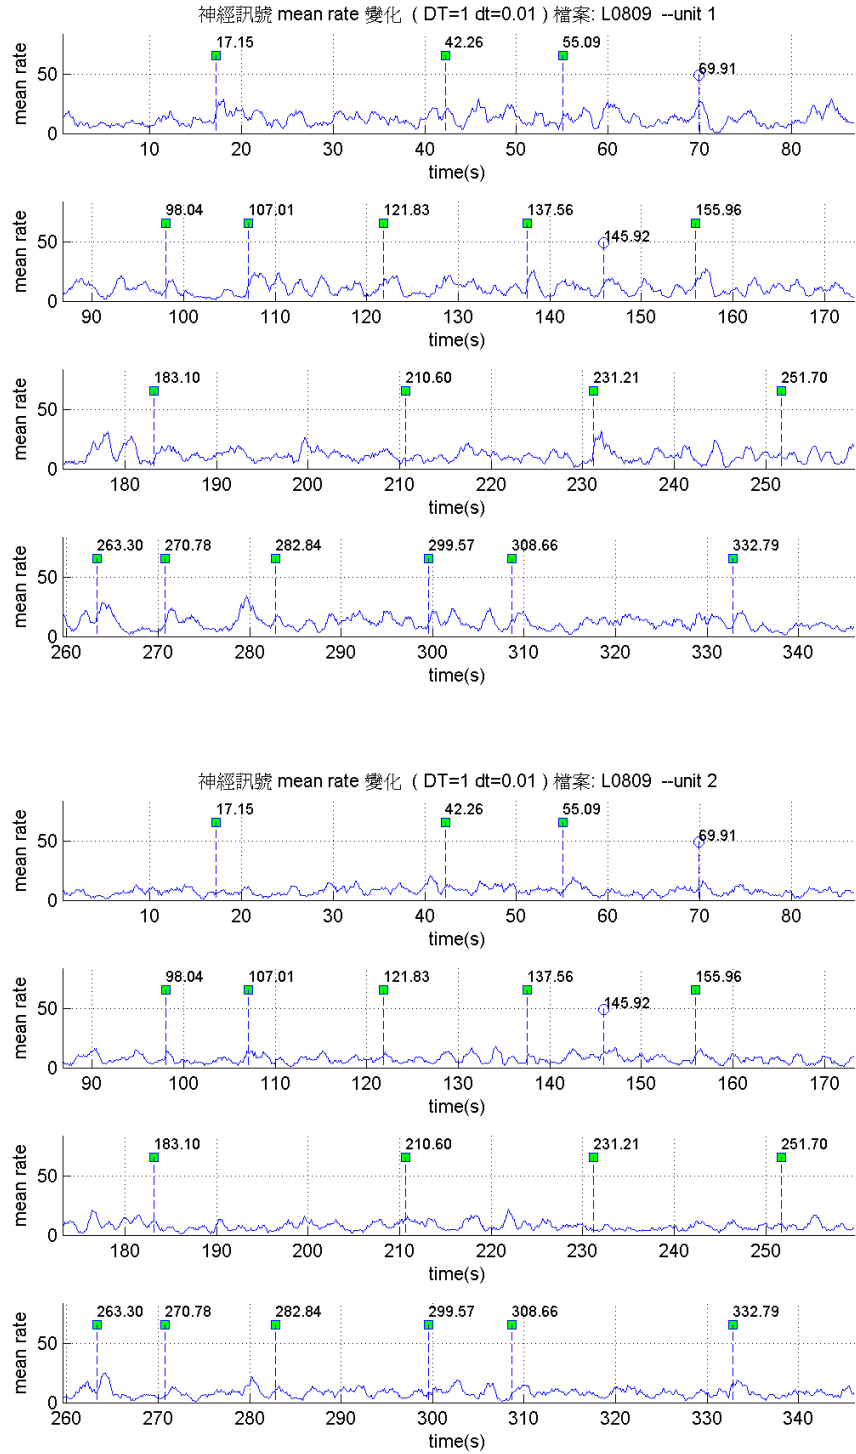 神經訊號 mean rate 變化 ( DT=1 dt=0.01 ) 檔案: L0809 --unit 1
17.15 42.26 55.09 69.91
mean rate
50
0
10 20 30 40 50 60 70 80
time(s)
98.04 107.01 121.83 137.56 145.92 155.96
mean rate
50
0
90 100 110 120 130 140 150 160 170
time(s)
183.10 210.60 231.21 251.70
mean rate
50
0
180 190 200 210 220 230 240 250
time(s)
263.30 270.78 282.84 299.57 308.66 332.79
mean rate
50
0
260 270 280 290 300 310 320 330 340
time(s)
神經訊號 mean rate 變化 ( DT=1 dt=0.01 ) 檔案: L0809 --unit 2
17.15 42.26 55.09 69.91
mean rate
50
0
10 20 30 40 50 60 70 80
time(s)
98.04 107.01 121.83 137.56 145.92 155.96
mean rate
50
0
90 100 110 120 130 140 150 160 170
time(s)
183.10 210.60 231.21 251.70
mean rate
50
0
180 190 200 210 220 230 240 250
time(s)
263.30 270.78 282.84 299.57 308.66 332.79
mean rate
50
0
260 270 280 290 300 310 320 330 340
time(s)